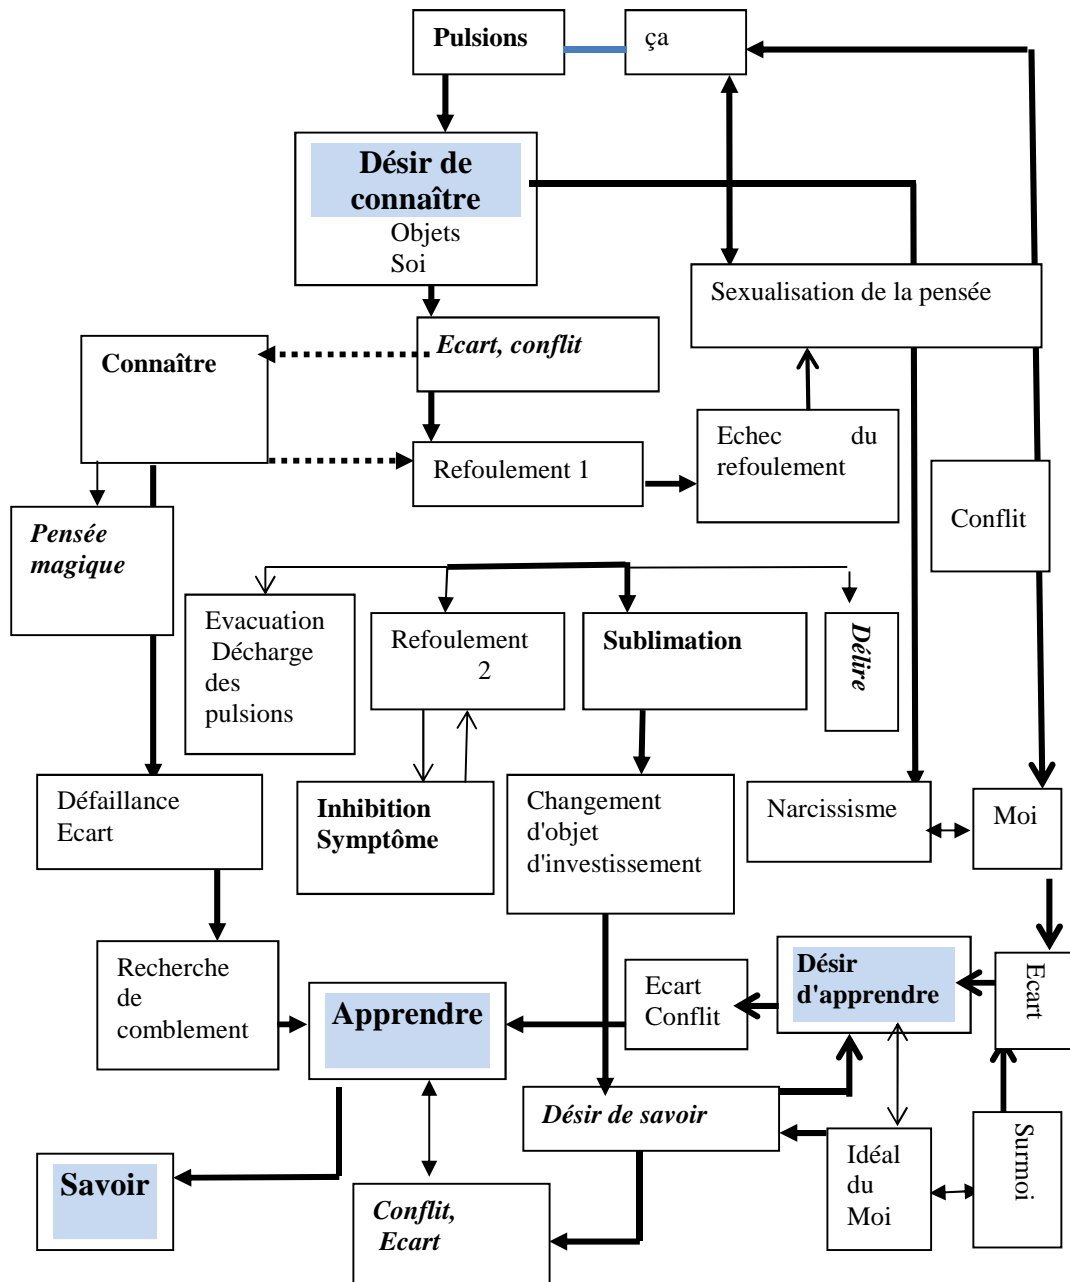 Pulsions
ça
Désir de
connaître
Objets
Soi
Sexualisation de la pensée
Ecart, conflit
Connaître
Echec du
refoulement
Refoulement 1
Conflit
Pensée
magique
Evacuation
Décharge
des
pulsions
Refoulement
2
Sublimation
Délire
Défaillance
Ecart
Inhibition
Symptôme
Changement
d'objet
d'investissement
Narcissisme
Moi
Recherche
de
comblement
Apprendre
Ecart
Conflit
Désir
d'apprendre
Ecart
Désir de savoir
Idéal
du
Moi
Surmoi
Savoir
Conflit,
Ecart